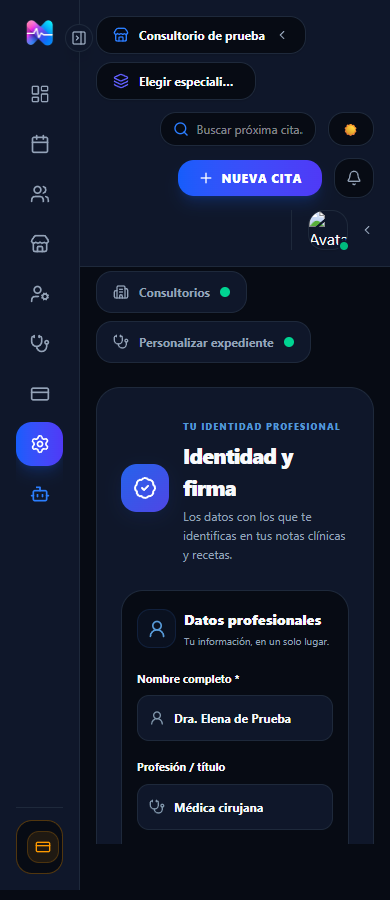 Consultorio de prueba
Elegir especiali...
Buscar próxima cita.
NUEVA CITA
Avata
Consultorios
Personalizar expediente
TU IDENTIDAD PROFESIONAL
Identidad y
firma
Los datos con los que te
identificas en tus notas clínicas
y recetas.
Datos profesionales
Tu información, en un solo lugar.
Nombre completo *
Dra. Elena de Prueba
Profesión / título
Médica cirujana